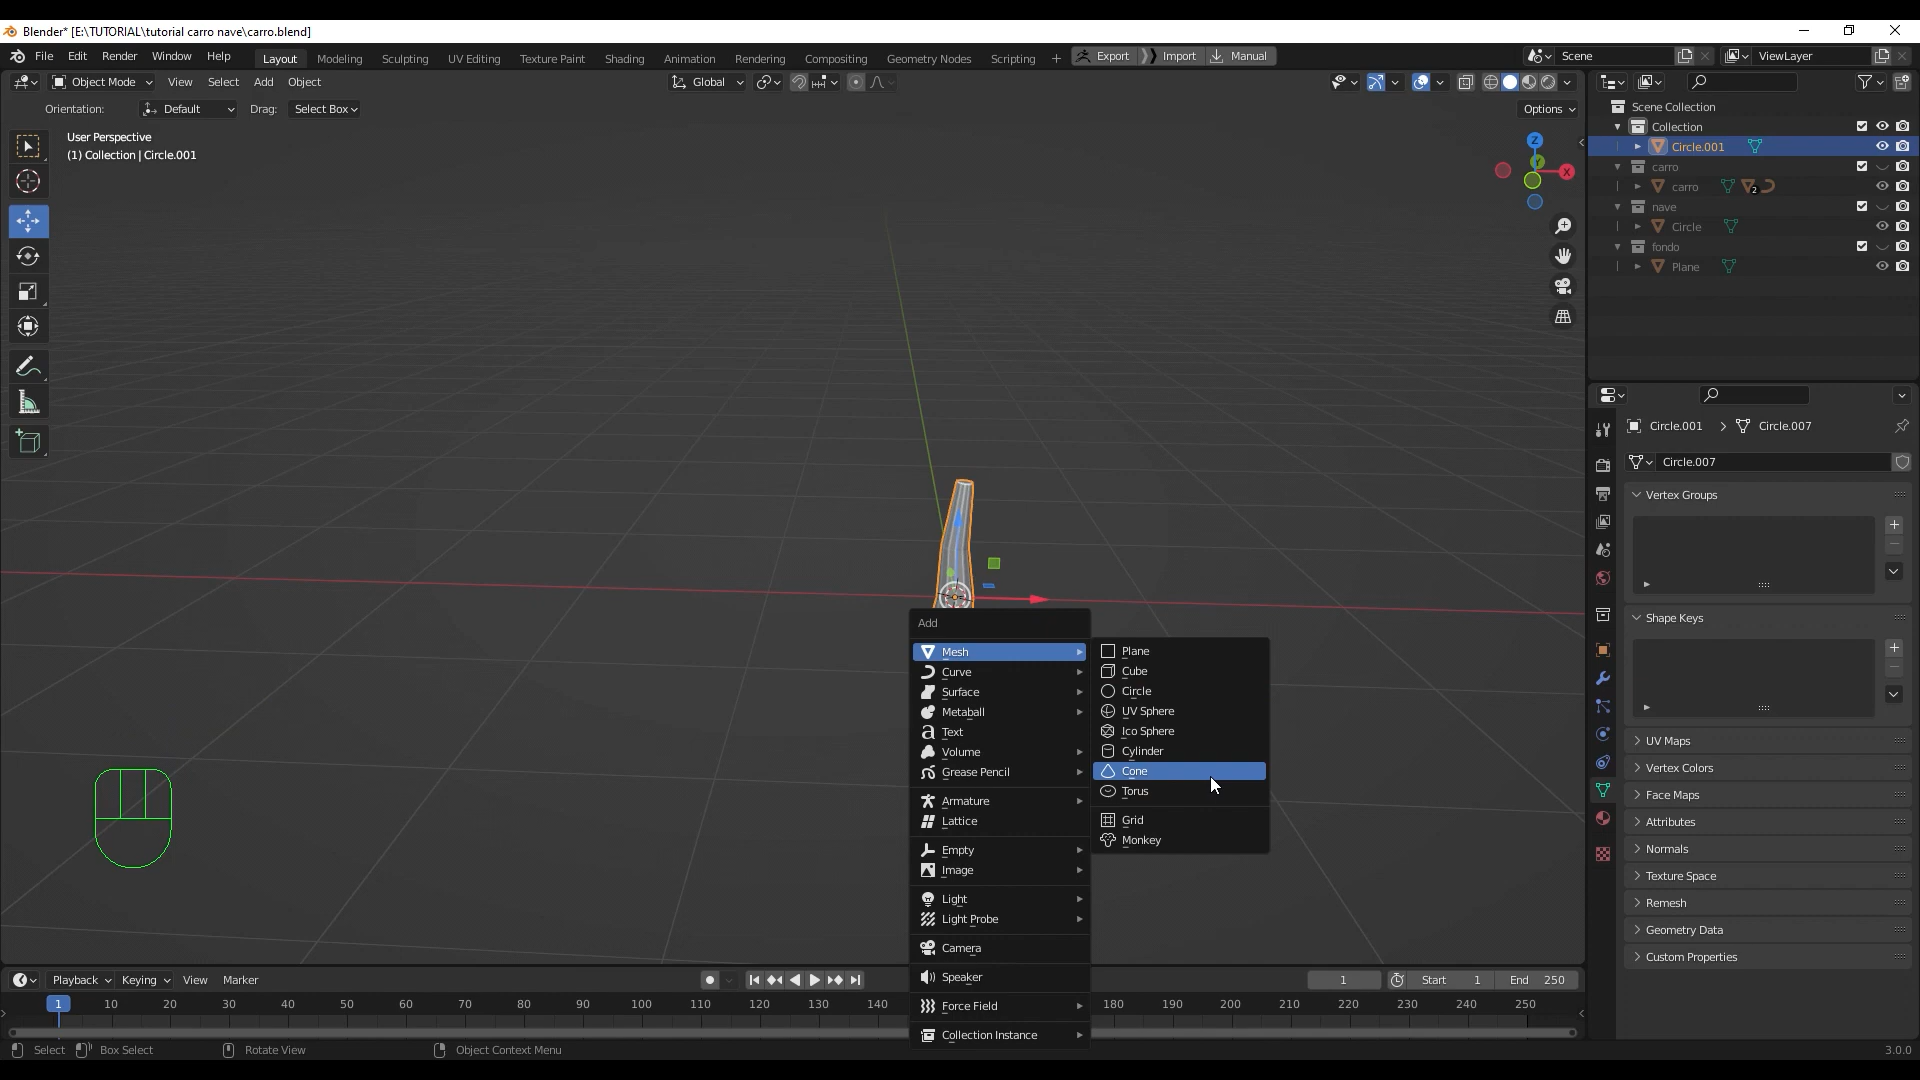 Blender* [E:\TUTORIAL\tutorial carro nave\carro.blend]
File Edit Render Window Help Layout Modeling Sculpting UV Editing Texture Paint Shading Animation Rendering Compositing Geometry Nodes Scripting + Export Import Manual Scene ViewLayer
Object Mode View Select Add Object Global
Orientation: Default Drag: Select Box Options
User Perspective
(1) Collection | Circle.001
Z
Y
X
Scene Collection
Collection
Circle.001
carro
carro 2
nave
Circle
fondo
Plane
Circle.001 > Circle.007
Circle.007
Vertex Groups
Shape Keys
UV Maps
Vertex Colors
Face Maps
Attributes
Normals
Texture Space
Remesh
Geometry Data
Custom Properties
Add
Mesh
Curve
Surface
Metaball
Text
Volume
Grease Pencil
Armature
Lattice
Empty
Image
Light
Light Probe
Camera
Speaker
Force Field
Collection Instance
Plane
Cube
Circle
UV Sphere
Ico Sphere
Cylinder
Cone
Torus
Grid
Monkey
Playback Keying View Marker 1 Start 1 End 250
1 10 20 30 40 50 60 70 80 90 100 110 120 130 140 180 190 200 210 220 230 240 250
Select Box Select Rotate View Object Context Menu 3.0.0